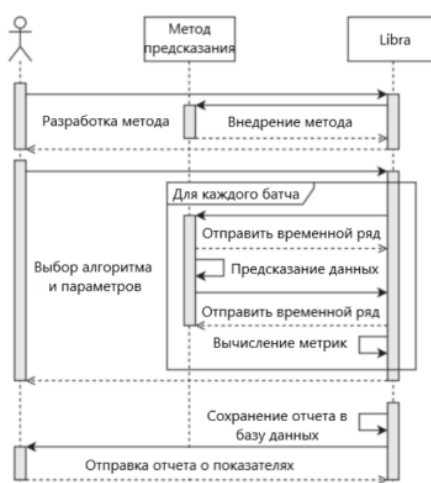 Метод
предсказания
Libra
Разработка метода
Внедрение метода
Для каждого батча
Отправить временной ряд
Выбор алгоритма
и параметров
Предсказание данных
Отправить временной ряд
Вычисление метрик
Сохранение отчета в
базу данных
Отправка отчета о показателях